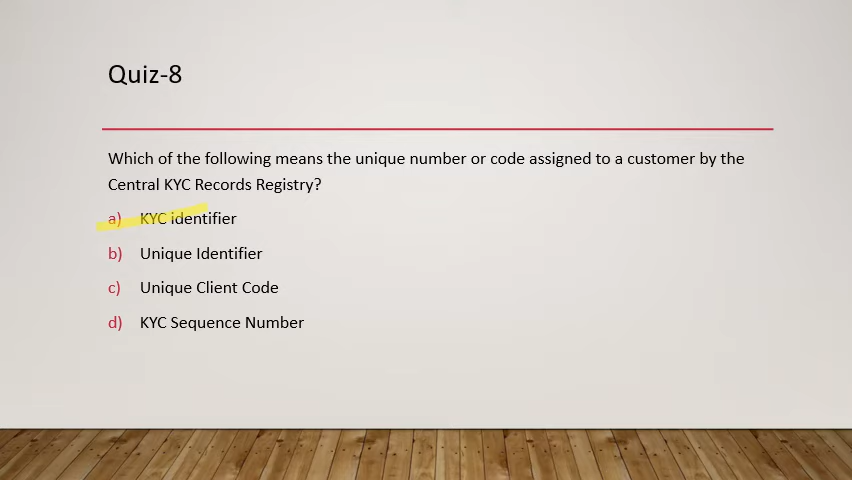 Quiz-8
Which of the following means the unique number or code assigned to a customer by the
Central KYC Records Registry?
a) KYC identifier
b) Unique Identifier
c) Unique Client Code
d) KYC Sequence Number